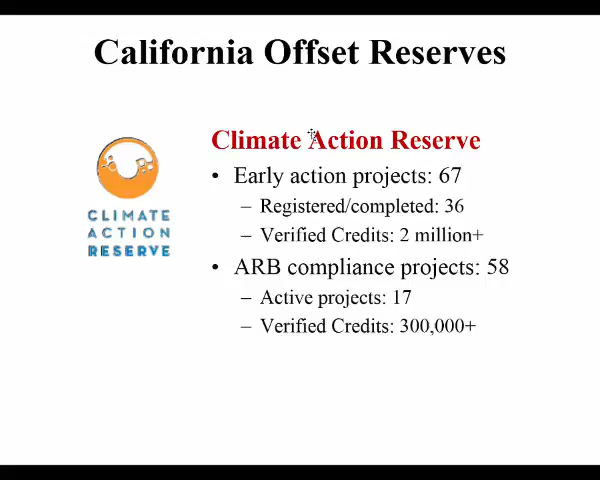 California Offset Reserves
Climate Action Reserve
• Early action projects: 67
– Registered/completed: 36
– Verified Credits: 2 million+
• ARB compliance projects: 58
– Active projects: 17
– Verified Credits: 300,000+
CLIMATE
ACTION
RESERVE